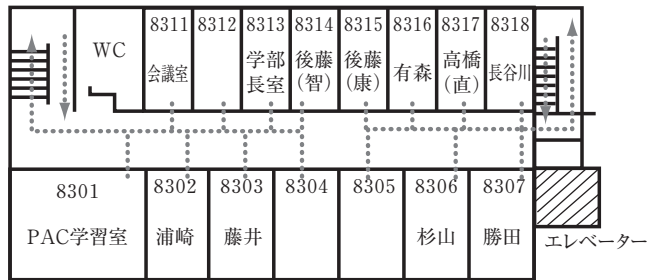 WC
8311
会議室
8312
8313
学部
長室
8314
後藤
(智)
8315
後藤
(康)
8316
有森
8317
高橋
(直)
8318
長谷川
8301
PAC学習室
8302
浦崎
8303
藤井
8304
8305
8306
杉山
8307
勝田
エレベーター